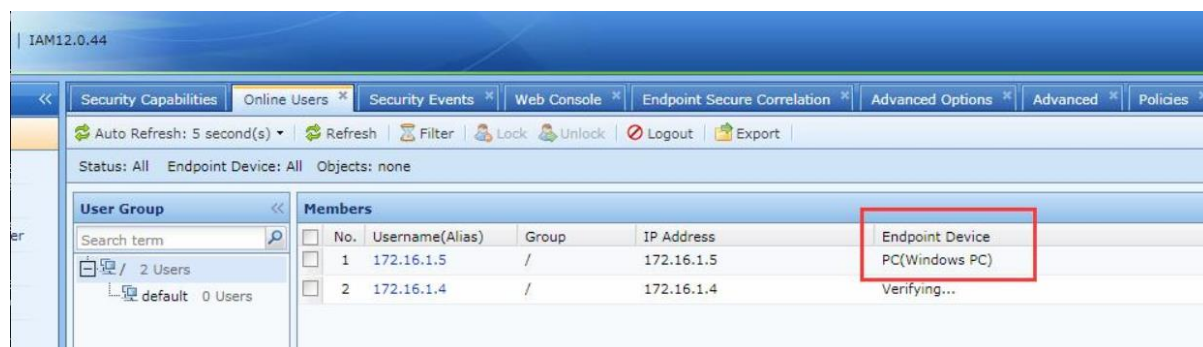 IAM12.0.44
Security Capabilities Online Users Security Events Web Console Endpoint Secure Correlation Advanced Options Advanced Policies
Auto Refresh: 5 second(s) Refresh Filter Lock Unlock Logout Export
Status: All Endpoint Device: All Objects: none
User Group Members
er Search term No. Username(Alias) Group IP Address Endpoint Device
/ 2 Users 1 172.16.1.5 / 172.16.1.5 PC(Windows PC)
default 0 Users 2 172.16.1.4 / 172.16.1.4 Verifying...